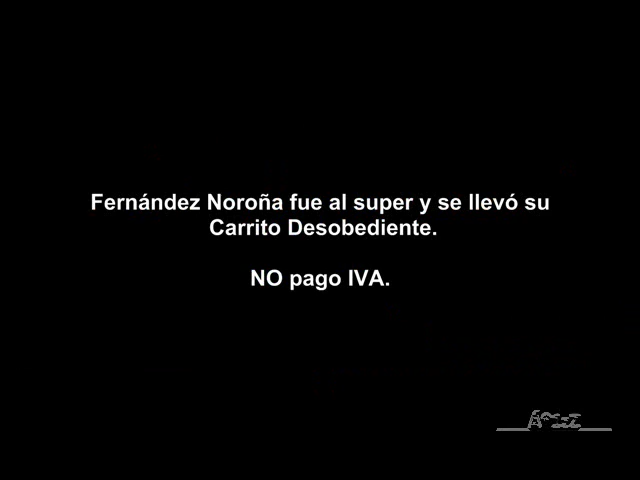 Fernández Noroña fue al super y se llevó su
Carrito Desobediente.
NO pago IVA.